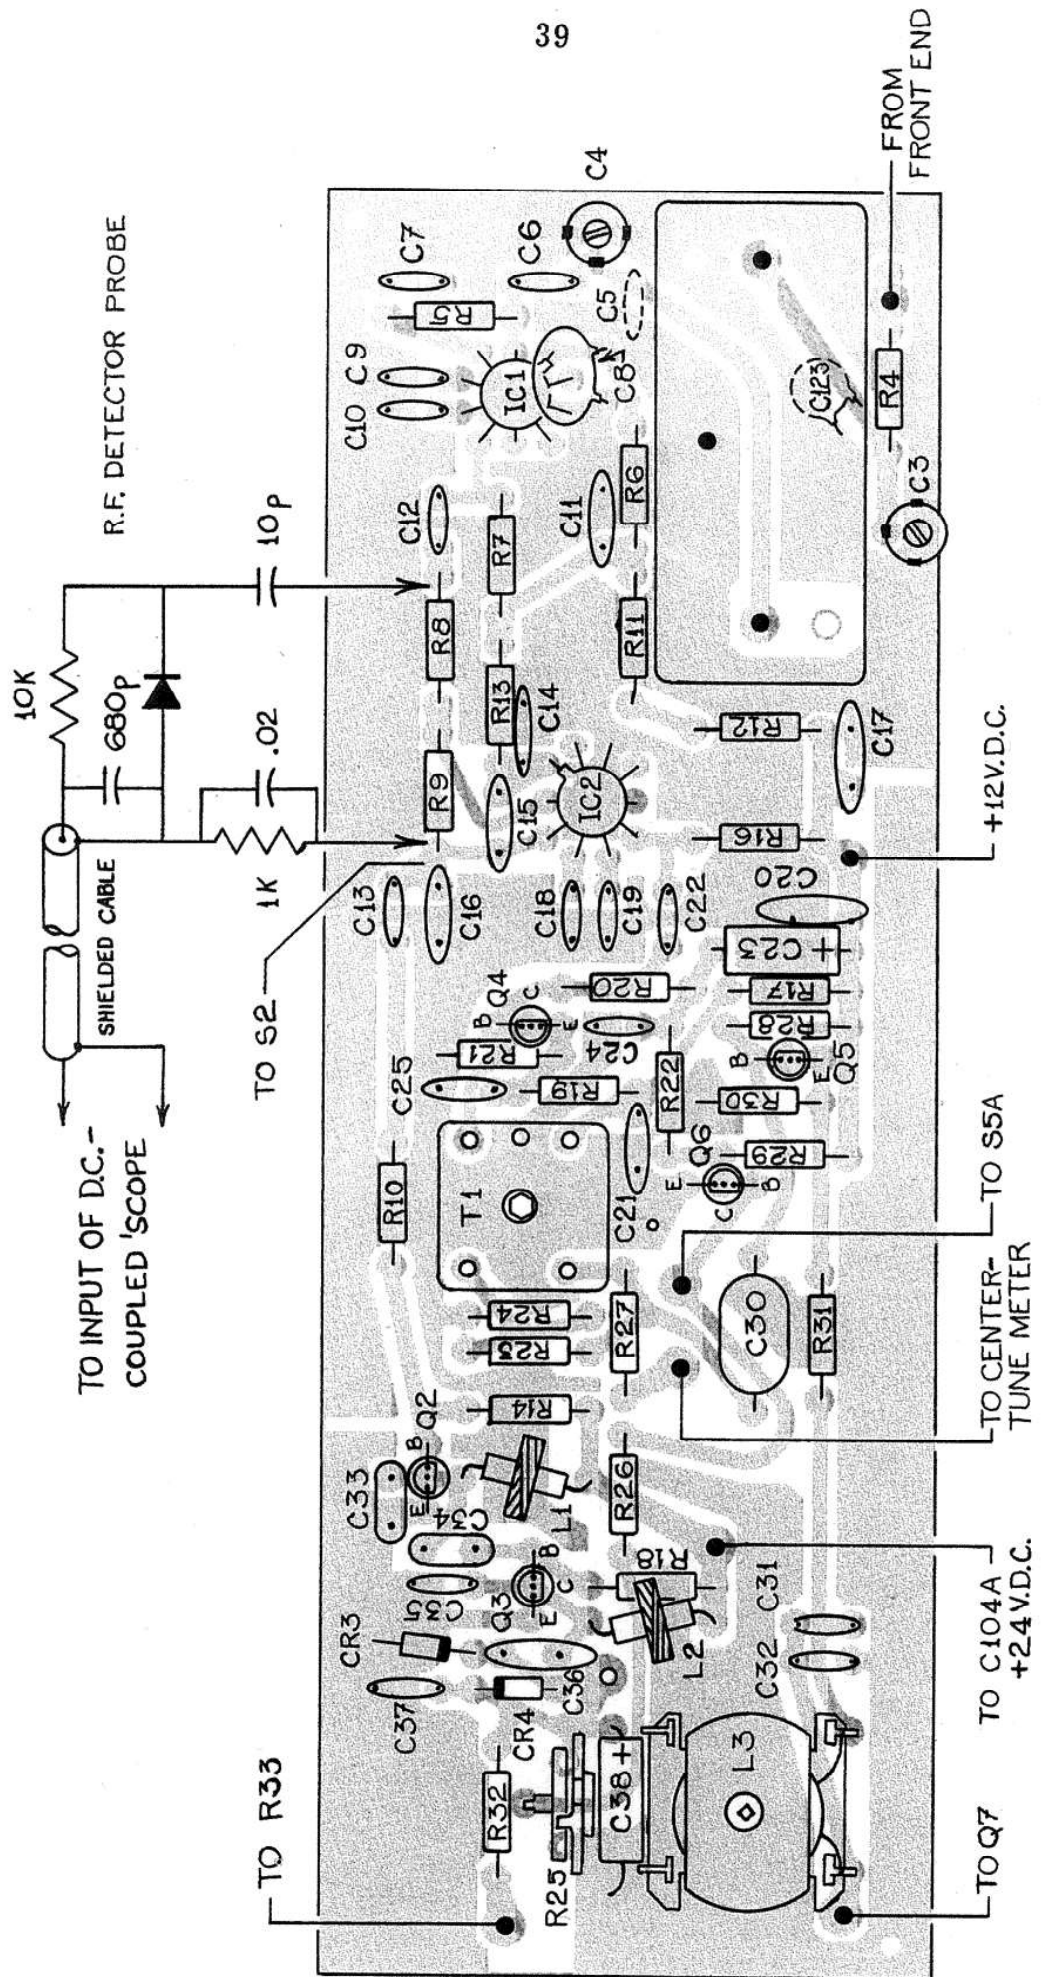 39
R.F. DETECTOR PROBE
10K
680p
10p
.02
1K
SHIELDED CABLE
TO INPUT OF D.C.-
COUPLED 'SCOPE
TO S2
TO R33
CR3
C37
CR4
C36
C35
C34
C33
Q3
B
C
E
Q2
B
E
R32
R25
C38+
L3
L2
L1
R18
R26
R14
R23
R24
R27
T1
R10
C25
R19
R21
Q4
B
C
E
C24
R20
R22
C21
Q6
E
C
B
R29
R30
Q5
B
E
R28
R17
C23
+
C20
C22
C19
C18
C16
C13
R9
C15
R13
C14
IC2
R16
R12
C17
R8
R7
C12
C11
R11
R6
C10
C9
IC1
C8
R5
C7
C6
C5
C4
C123
R4
C3
C30
R31
C31
C32
FROM
FRONT END
+12V.D.C.
TO S5A
TO CENTER-
TUNE METER
TO C104A
+24V.D.C.
TO Q7